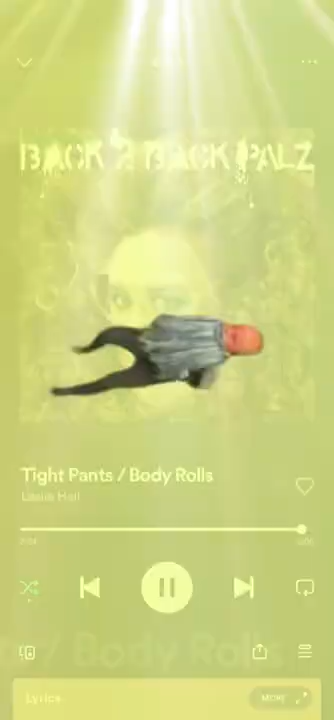 BACK 2 BACK PALZ
Tight Pants / Body Rolls
Leslie Hall
/ Body Rolls
Lyrics
MORE